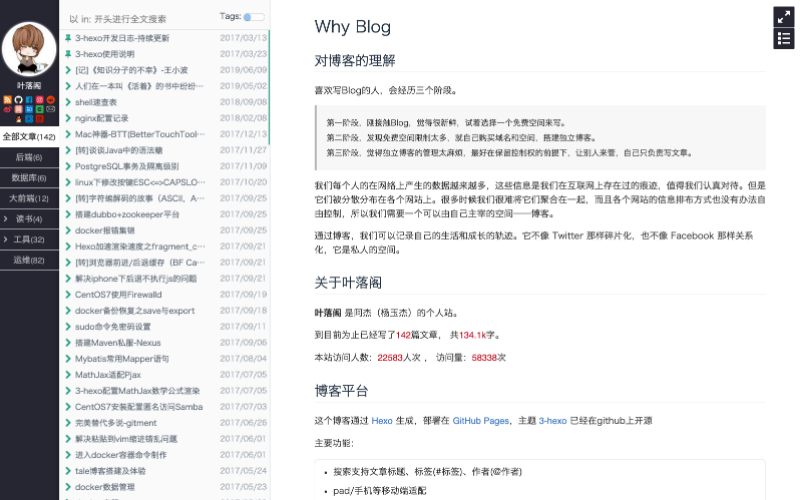 叶落阁
全部文章(142)
后端(6)
数据库(6)
大前端(12)
读书(4)
工具(32)
运维(82)
以 in: 开头进行全文搜索
Tags:
3-hexo开发日志-持续更新 2017/03/13
3-hexo使用说明 2017/03/23
[记]《知识分子的不幸》-王小波 2019/06/09
人们在一本叫《活着》的书中纷纷… 2019/05/02
shell速查表 2018/09/08
nginx配置记录 2018/02/08
Mac神器-BTT(BetterTouchTool… 2017/12/13
[转]谈谈Java中的语法糖 2017/11/27
PostgreSQL事务及隔离级别 2017/11/09
linux下修改按键ESC<=>CAPSLO… 2017/10/20
[转]字符编解码的故事（ASCII，A… 2017/09/25
搭建dubbo+zookeeper平台 2017/09/25
docker报错集锦 2017/09/21
Hexo加速渲染速度之fragment_c… 2017/09/21
[转]浏览器前进/后退缓存（BF Ca… 2017/09/21
解决iphone下后退不执行js的问题 2017/09/21
CentOS7使用Firewalld 2017/09/19
docker备份恢复之save与export 2017/09/18
sudo命令免密码设置 2017/09/11
搭建Maven私服-Nexus 2017/09/06
Mybatis常用Mapper语句 2017/08/04
MathJax适配Pjax 2017/07/05
3-hexo配置MathJax数学公式渲染 2017/07/05
CentOS7安装配置匿名访问Samba 2017/07/03
完美替代多说-gitment 2017/06/26
解决粘贴到vim缩进错乱问题 2017/06/01
进入docker容器命令制作 2017/06/01
tale博客搭建及体验 2017/05/24
docker数据管理 2017/05/23
Why Blog
对博客的理解
喜欢写Blog的人，会经历三个阶段。
第一阶段，刚接触Blog，觉得很新鲜，试着选择一个免费空间来写。
第二阶段，发现免费空间限制太多，就自己购买域名和空间，搭建独立博客。
第三阶段，觉得独立博客的管理太麻烦，最好在保留控制权的前提下，让别人来管，自己只负责写文章。
我们每个人的在网络上产生的数据越来越多，这些信息是我们在互联网上存在过的痕迹，值得我们认真对待。但是
它们被分散分布在各个网站上。很多时候我们很难将它们聚合在一起，而且各个网站的信息排布方式也没有办法自
由控制，所以我们需要一个可以由自己主宰的空间——博客。
通过博客，我们可以记录自己的生活和成长的轨迹。它不像 Twitter 那样碎片化，也不像 Facebook 那样关系
化，它是私人的空间。
关于叶落阁
叶落阁 是阿杰（杨玉杰）的个人站。
到目前为止已经写了142篇文章， 共134.1k字。
本站访问人数：22583人次 ， 访问量：58338次
博客平台
这个博客通过 Hexo 生成，部署在 GitHub Pages，主题 3-hexo 已经在github上开源
主要功能：
• 搜索支持文章标题、标签(#标签)、作者(@作者)
• pad/手机等移动端适配